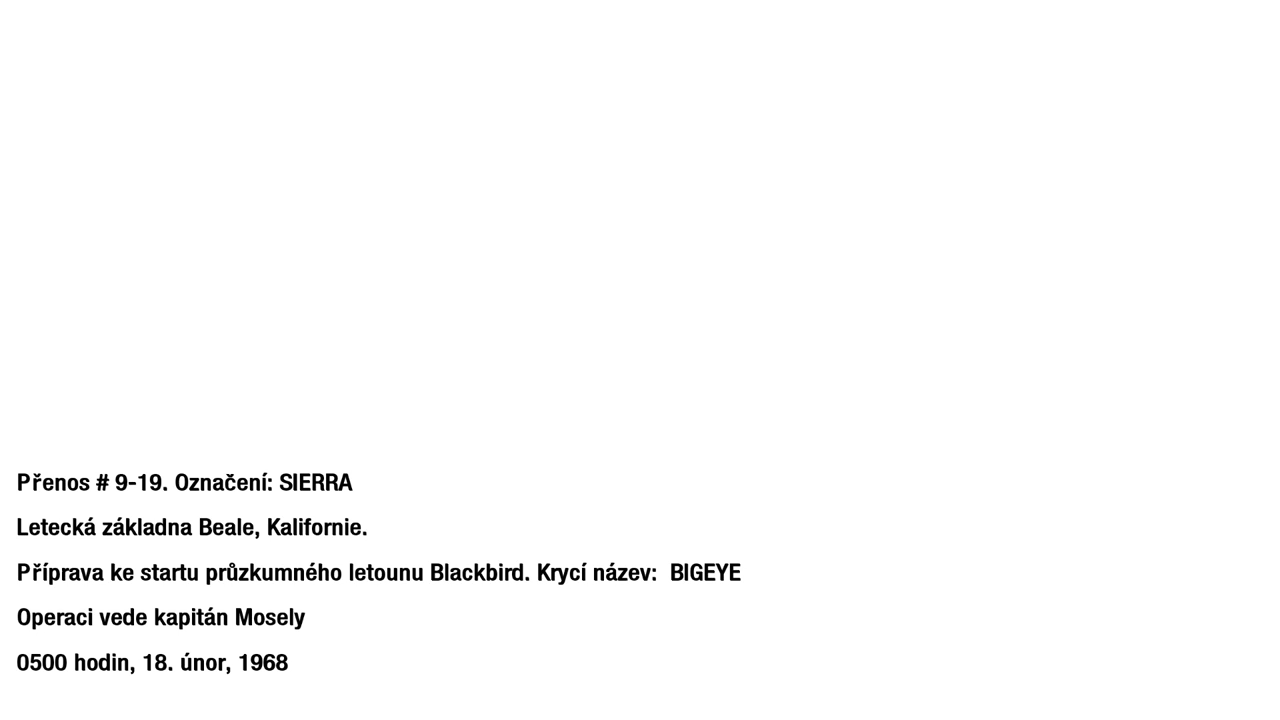 Přenos # 9-19. Označení: SIERRA
Letecká základna Beale, Kalifornie.
Příprava ke startu průzkumného letounu Blackbird. Krycí název:  BIGEYE
Operaci vede kapitán Mosely
0500 hodin, 18. únor, 1968